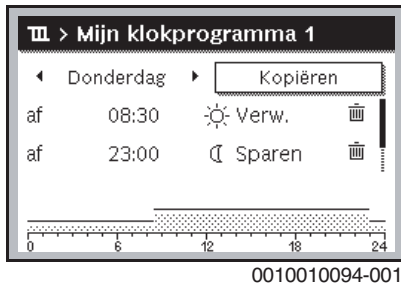 > Mijn klokprogramma 1
Donderdag Kopiëren
af 08:30 Verw.
af 23:00 Sparen
0 6 12 18 24
0010010094-001